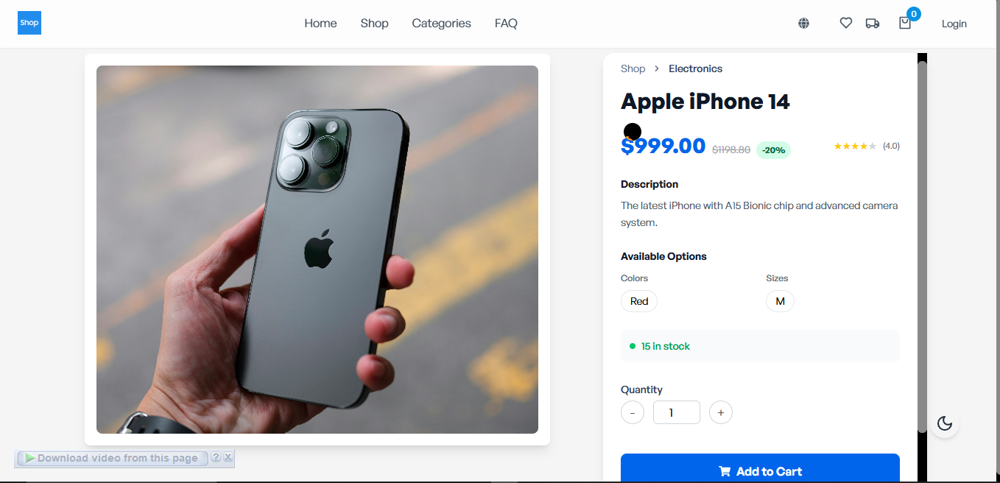 Shop
Home Shop Categories FAQ
0
Login
Shop > Electronics
Apple iPhone 14
$999.00 $1198.80 -20% ★★★★★ (4.0)
Description
The latest iPhone with A15 Bionic chip and advanced camera
system.
Available Options
Colors Sizes
Red M
15 in stock
Quantity
- 1 +
Add to Cart
Download video from this page ? X